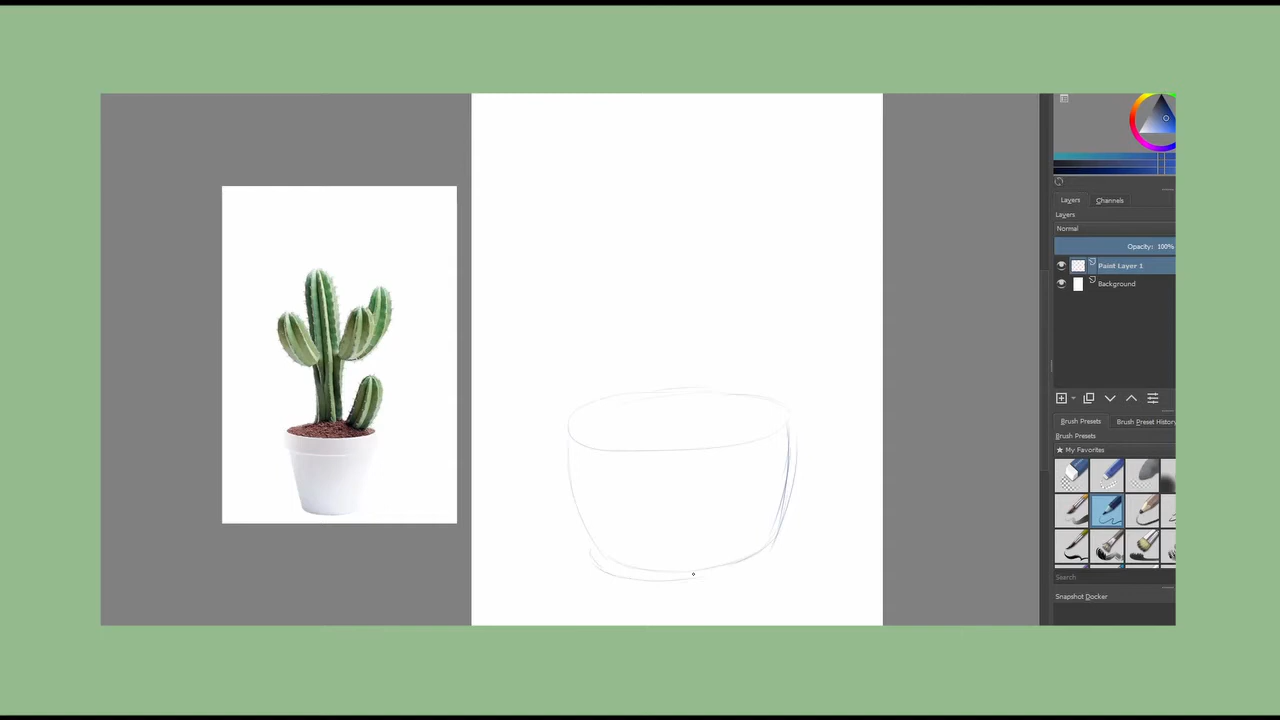 Layers
Channels
Layers
Normal
Opacity: 100%
Paint Layer 1
Background
Brush Presets
Brush Preset History
Brush Presets
★ My Favorites
Search
Snapshot Docker